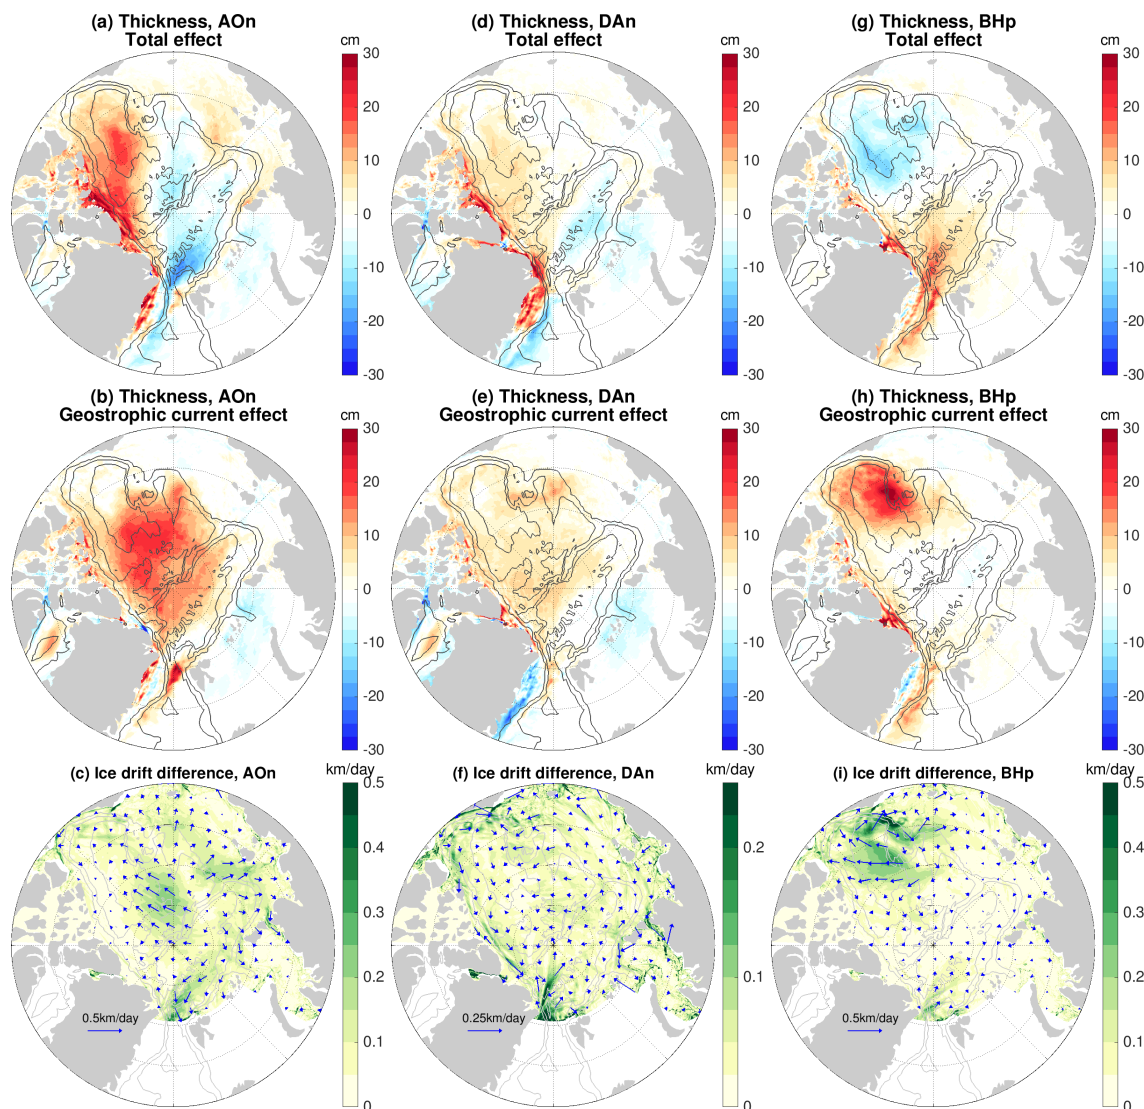 (a) Thickness, AOn
Total effect
cm
30
20
10
0
-10
-20
-30
(d) Thickness, DAn
Total effect
cm
30
20
10
0
-10
-20
-30
(g) Thickness, BHp
Total effect
cm
30
20
10
0
-10
-20
-30
(b) Thickness, AOn
Geostrophic current effect
cm
30
20
10
0
-10
-20
-30
(e) Thickness, DAn
Geostrophic current effect
cm
30
20
10
0
-10
-20
-30
(h) Thickness, BHp
Geostrophic current effect
cm
30
20
10
0
-10
-20
-30
(c) Ice drift difference, AOn
km/day
0.5
0.4
0.3
0.2
0.1
0
0.5km/day
(f) Ice drift difference, DAn
km/day
0.2
0.1
0
0.25km/day
(i) Ice drift difference, BHp
km/day
0.5
0.4
0.3
0.2
0.1
0
0.5km/day